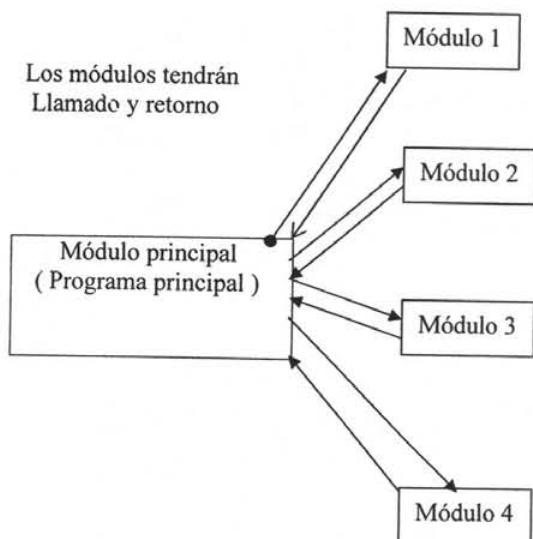 Módulo 1
Los módulos tendrán
Llamado y retorno
Módulo 2
Módulo principal
( Programa principal )
Módulo 3
Módulo 4